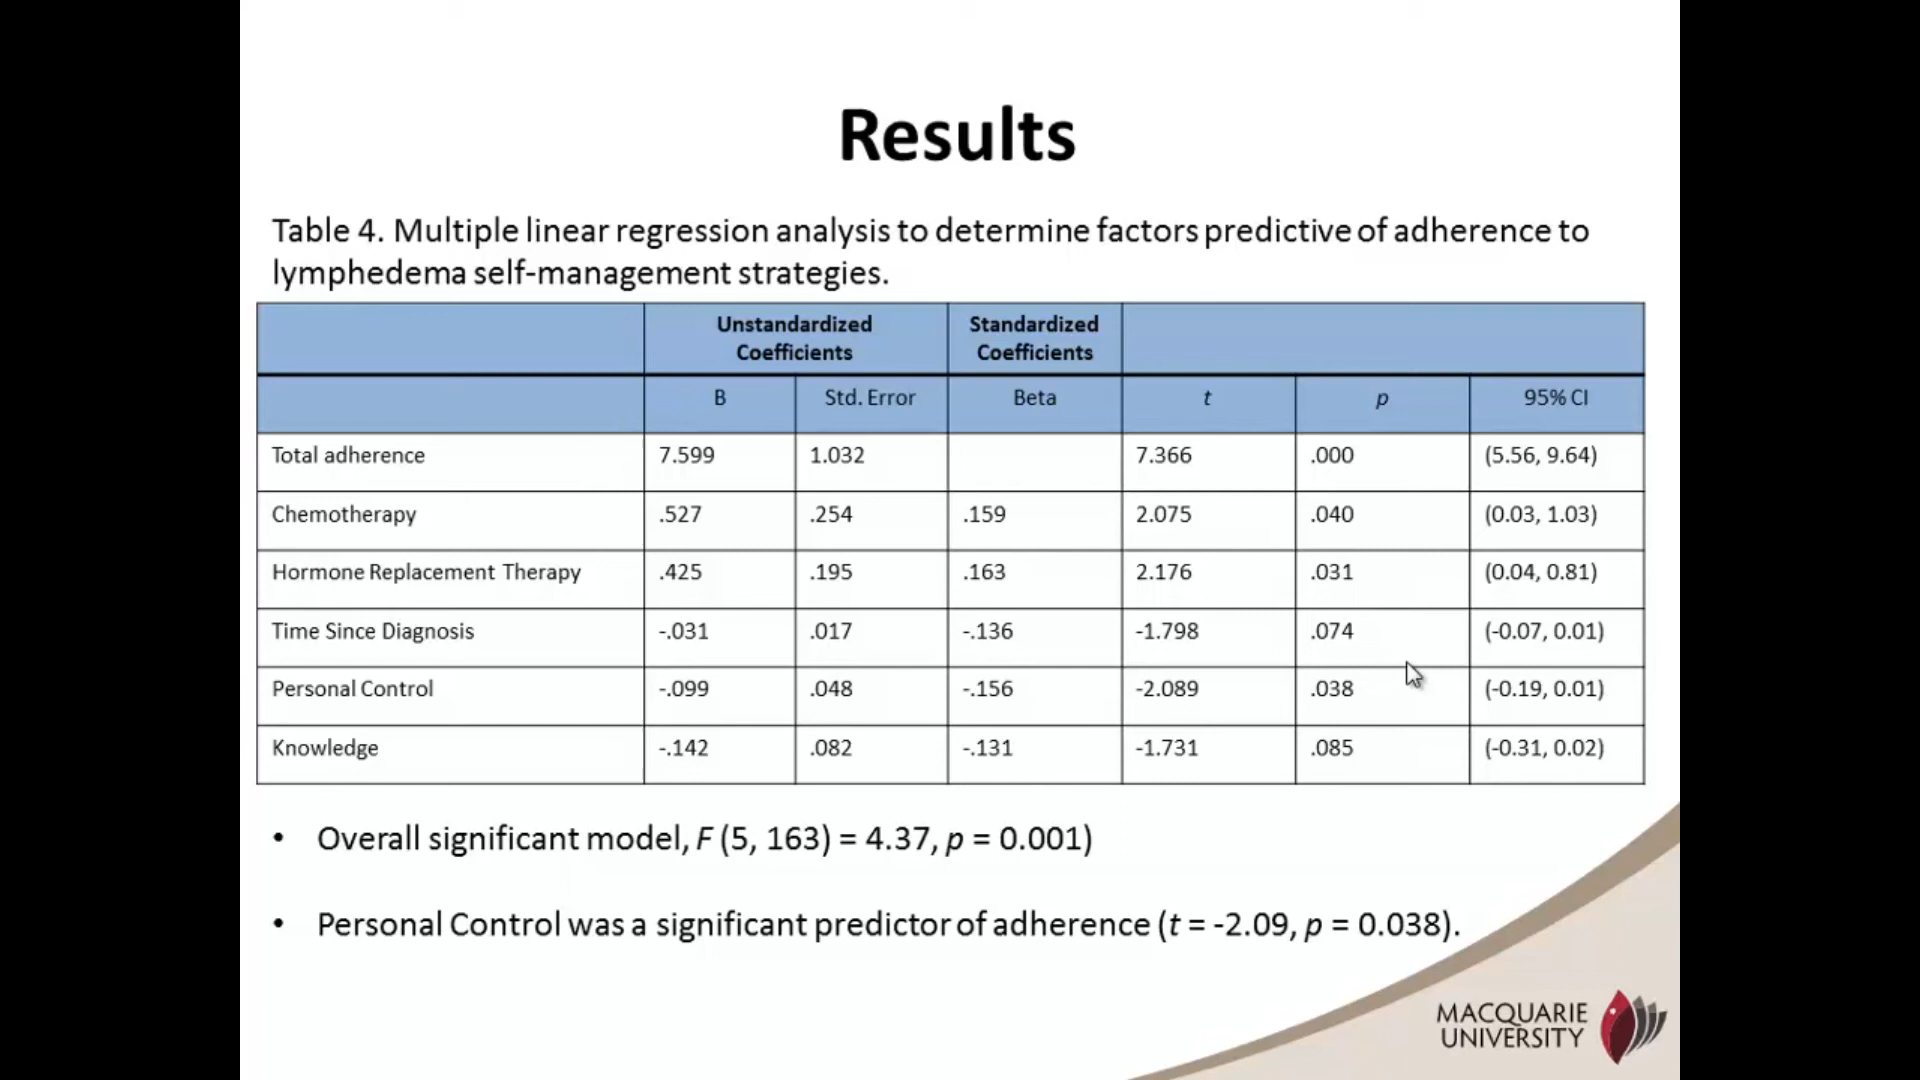 Results
Table 4. Multiple linear regression analysis to determine factors predictive of adherence to
lymphedema self-management strategies.
Unstandardized Coefficients Standardized Coefficients
B Std. Error Beta t p 95% CI
Total adherence 7.599 1.032 7.366 .000 (5.56, 9.64)
Chemotherapy .527 .254 .159 2.075 .040 (0.03, 1.03)
Hormone Replacement Therapy .425 .195 .163 2.176 .031 (0.04, 0.81)
Time Since Diagnosis -.031 .017 -.136 -1.798 .074 (-0.07, 0.01)
Personal Control -.099 .048 -.156 -2.089 .038 (-0.19, 0.01)
Knowledge -.142 .082 -.131 -1.731 .085 (-0.31, 0.02)
• Overall significant model, F (5, 163) = 4.37, p = 0.001)
• Personal Control was a significant predictor of adherence (t = -2.09, p = 0.038).
MACQUARIE
UNIVERSITY